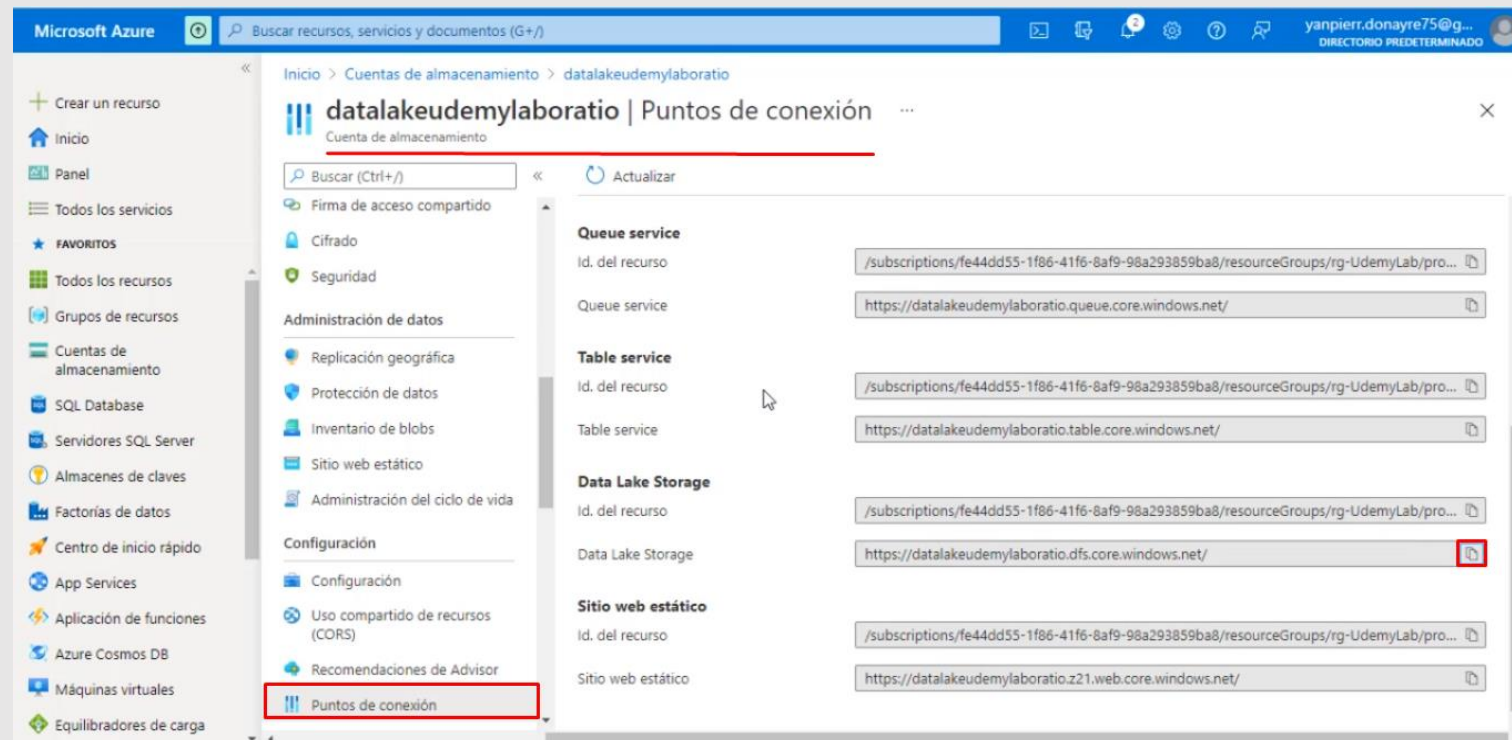 Microsoft Azure
Buscar recursos, servicios y documentos (G+/)
2
yanpierr.donayre75@g...
DIRECTORIO PREDETERMINADO
Crear un recurso
Inicio
Panel
Todos los servicios
FAVORITOS
Todos los recursos
Grupos de recursos
Cuentas de
almacenamiento
SQL Database
Servidores SQL Server
Almacenes de claves
Factorías de datos
Centro de inicio rápido
App Services
Aplicación de funciones
Azure Cosmos DB
Máquinas virtuales
Equilibradores de carga
Inicio > Cuentas de almacenamiento > datalakeudemylaboratio
datalakeudemylaboratio | Puntos de conexión ...
Cuenta de almacenamiento
Buscar (Ctrl+/)
Firma de acceso compartido
Cifrado
Seguridad
Administración de datos
Replicación geográfica
Protección de datos
Inventario de blobs
Sitio web estático
Administración del ciclo de vida
Configuración
Configuración
Uso compartido de recursos
(CORS)
Recomendaciones de Advisor
Puntos de conexión
Actualizar
Queue service
Id. del recurso /subscriptions/fe44dd55-1f86-41f6-8af9-98a293859ba8/resourceGroups/rg-UdemyLab/pro...
Queue service https://datalakeudemylaboratio.queue.core.windows.net/
Table service
Id. del recurso /subscriptions/fe44dd55-1f86-41f6-8af9-98a293859ba8/resourceGroups/rg-UdemyLab/pro...
Table service https://datalakeudemylaboratio.table.core.windows.net/
Data Lake Storage
Id. del recurso /subscriptions/fe44dd55-1f86-41f6-8af9-98a293859ba8/resourceGroups/rg-UdemyLab/pro...
Data Lake Storage https://datalakeudemylaboratio.dfs.core.windows.net/
Sitio web estático
Id. del recurso /subscriptions/fe44dd55-1f86-41f6-8af9-98a293859ba8/resourceGroups/rg-UdemyLab/pro...
Sitio web estático https://datalakeudemylaboratio.z21.web.core.windows.net/